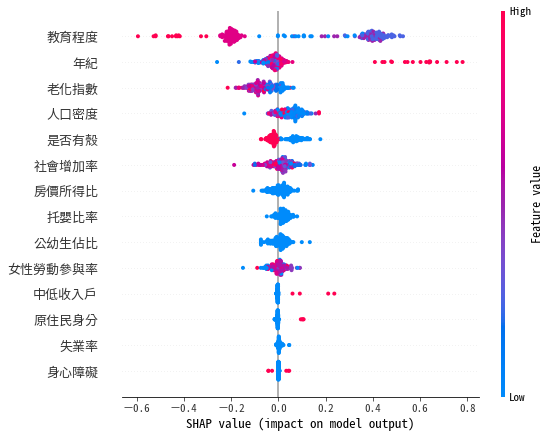 High
教育程度
年紀
老化指數
人口密度
是否有殼
社會增加率
房價所得比
托嬰比率
公幼生佔比
女性勞動參與率
中低收入戶
原住民身分
失業率
身心障礙
Feature value
Low
−0.6 −0.4 −0.2 0.0 0.2 0.4 0.6 0.8
SHAP value (impact on model output)